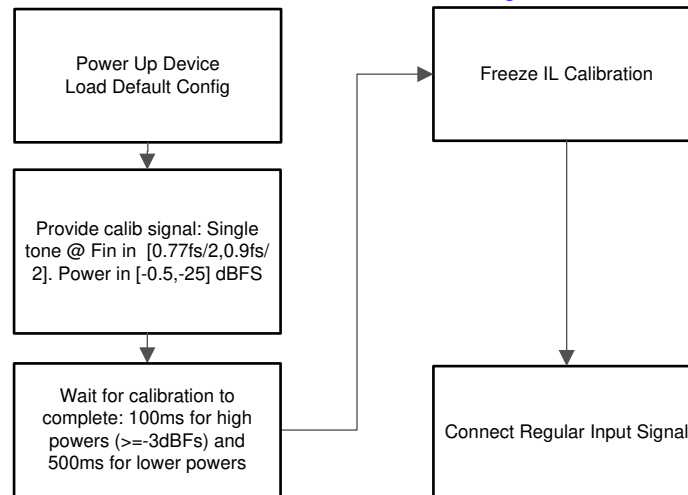 Power Up Device
Load Default Config
Provide calib signal: Single
tone @ Fin in  [0.77fs/2,0.9fs/
2]. Power in [-0.5,-25] dBFS
Wait for calibration to
complete: 100ms for high
powers (>=-3dBFs) and
500ms for lower powers
Freeze IL Calibration
Connect Regular Input Signal